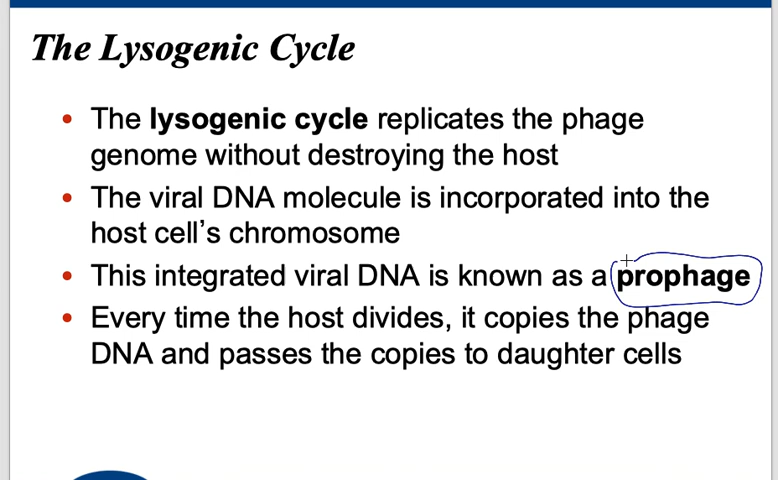 The Lysogenic Cycle
• The lysogenic cycle replicates the phage
genome without destroying the host
• The viral DNA molecule is incorporated into the
host cell’s chromosome
• This integrated viral DNA is known as a prophage
• Every time the host divides, it copies the phage
DNA and passes the copies to daughter cells